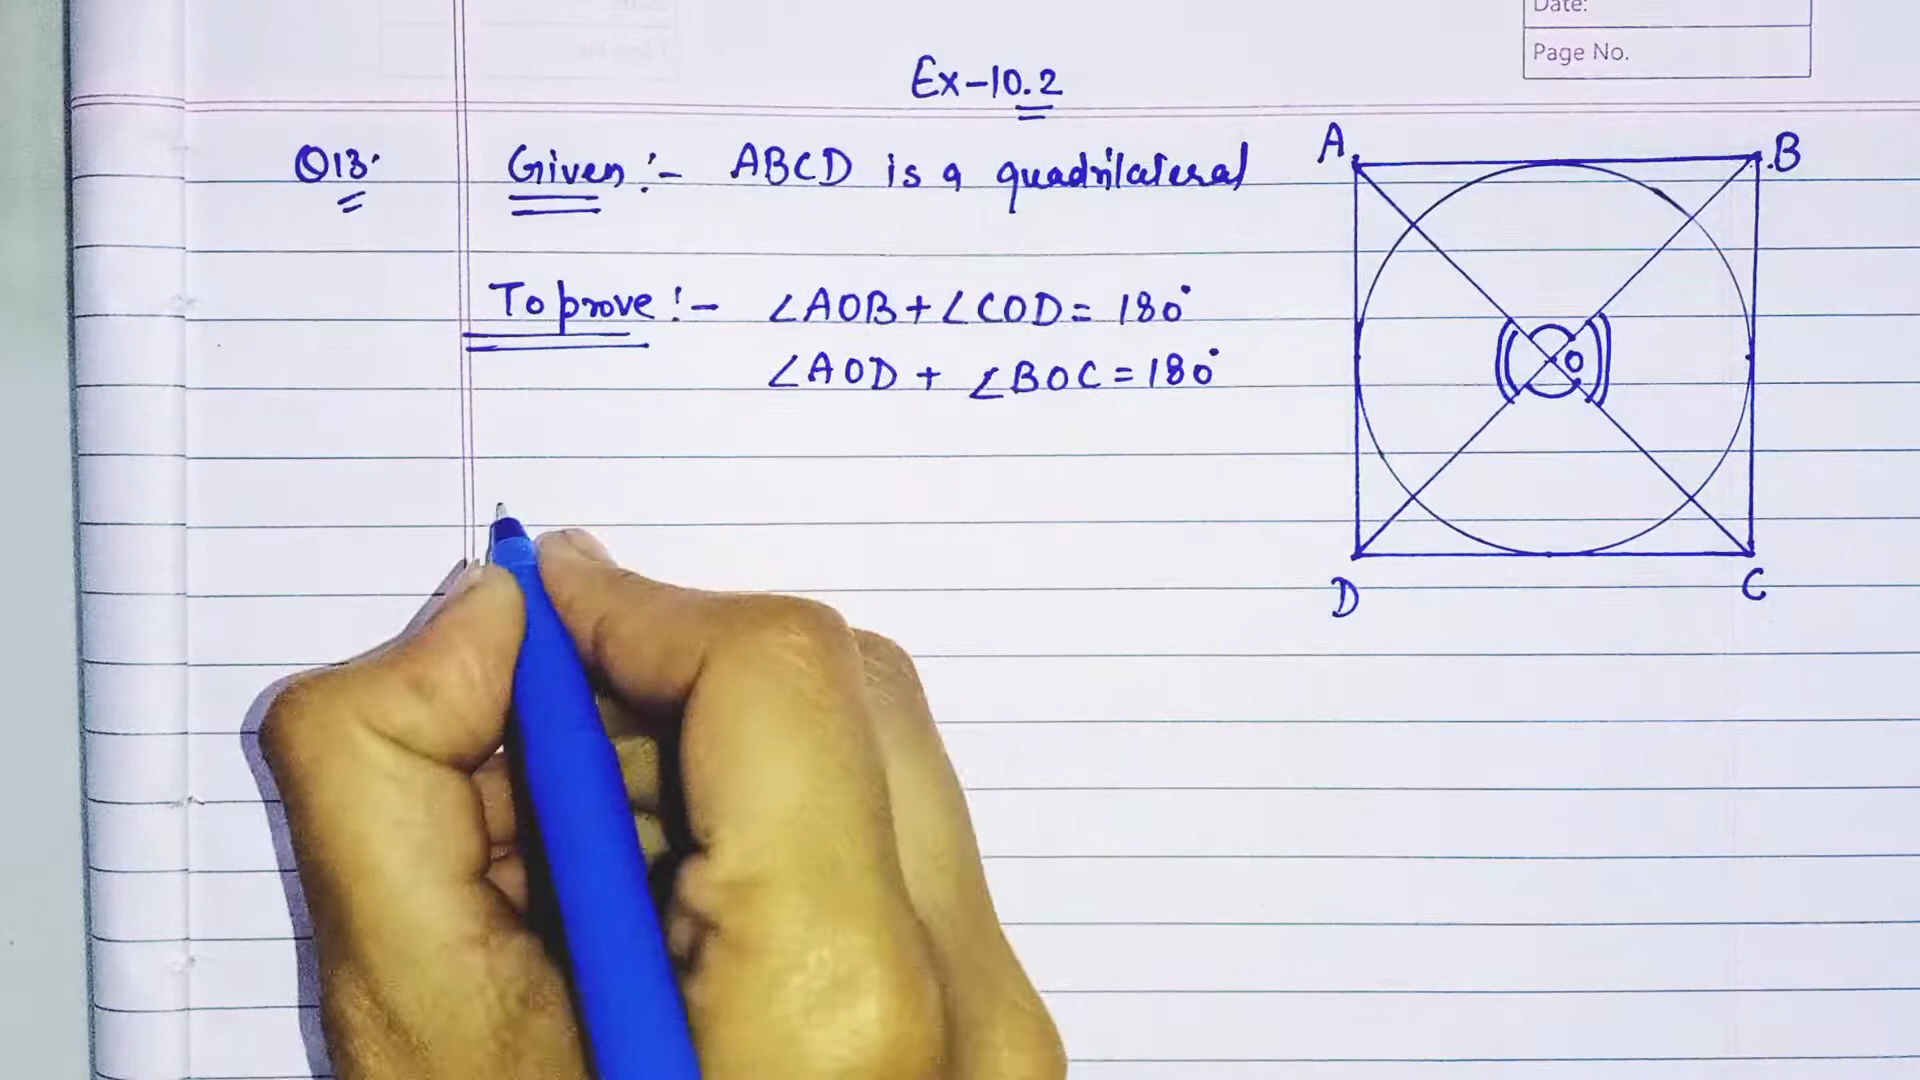 Date:
Page No.
Ex-10.2
Q13. Given :- ABCD is a quadrilateral
To prove :- ∠AOB + ∠COD = 180°
∠AOD + ∠BOC = 180°
A
B
O
D
C